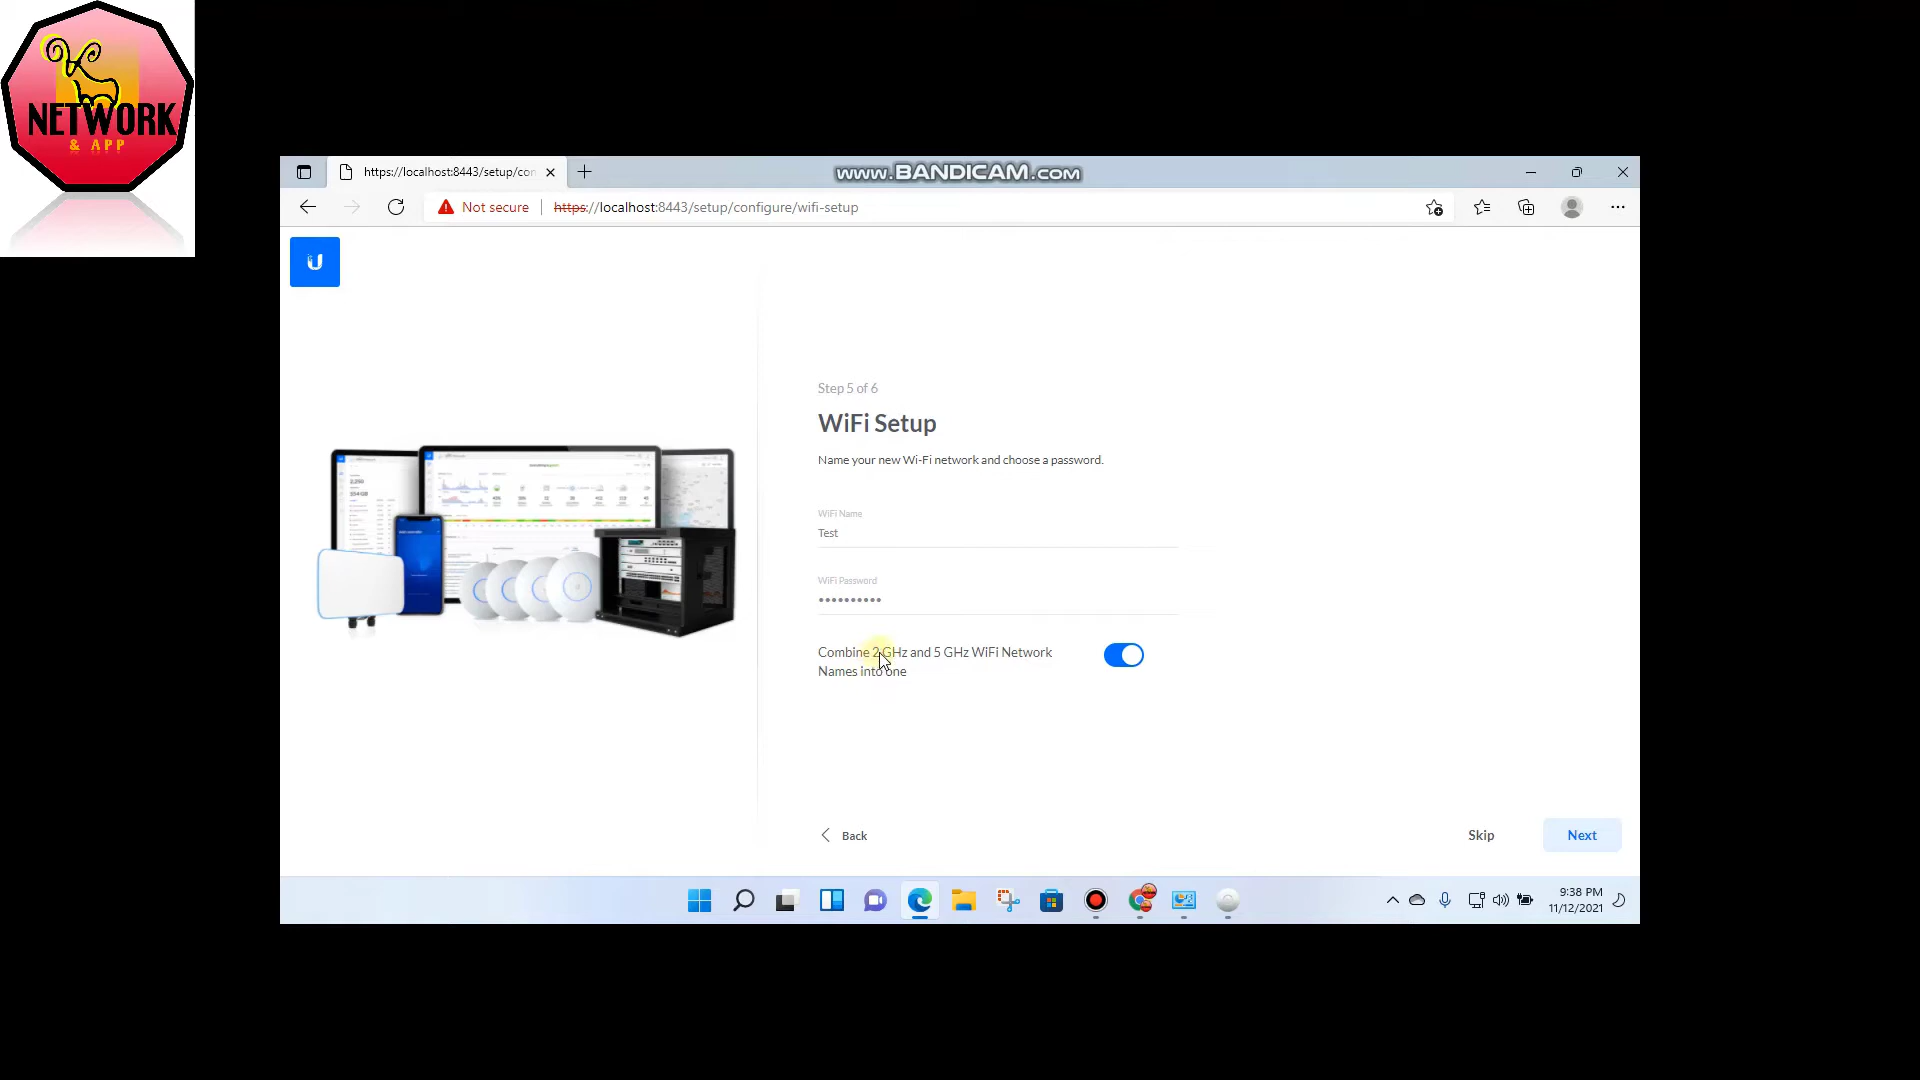 NETWORK
& APP
https://localhost:8443/setup/con
www.BANDICAM.com
Not secure
https://localhost:8443/setup/configure/wifi-setup
U
Step 5 of 6
WiFi Setup
Name your new Wi-Fi network and choose a password.
WiFi Name
Test
WiFi Password
••••••••••
Combine 2 GHz and 5 GHz WiFi Network
Names into one
Back
Skip
Next
9:38 PM
11/12/2021